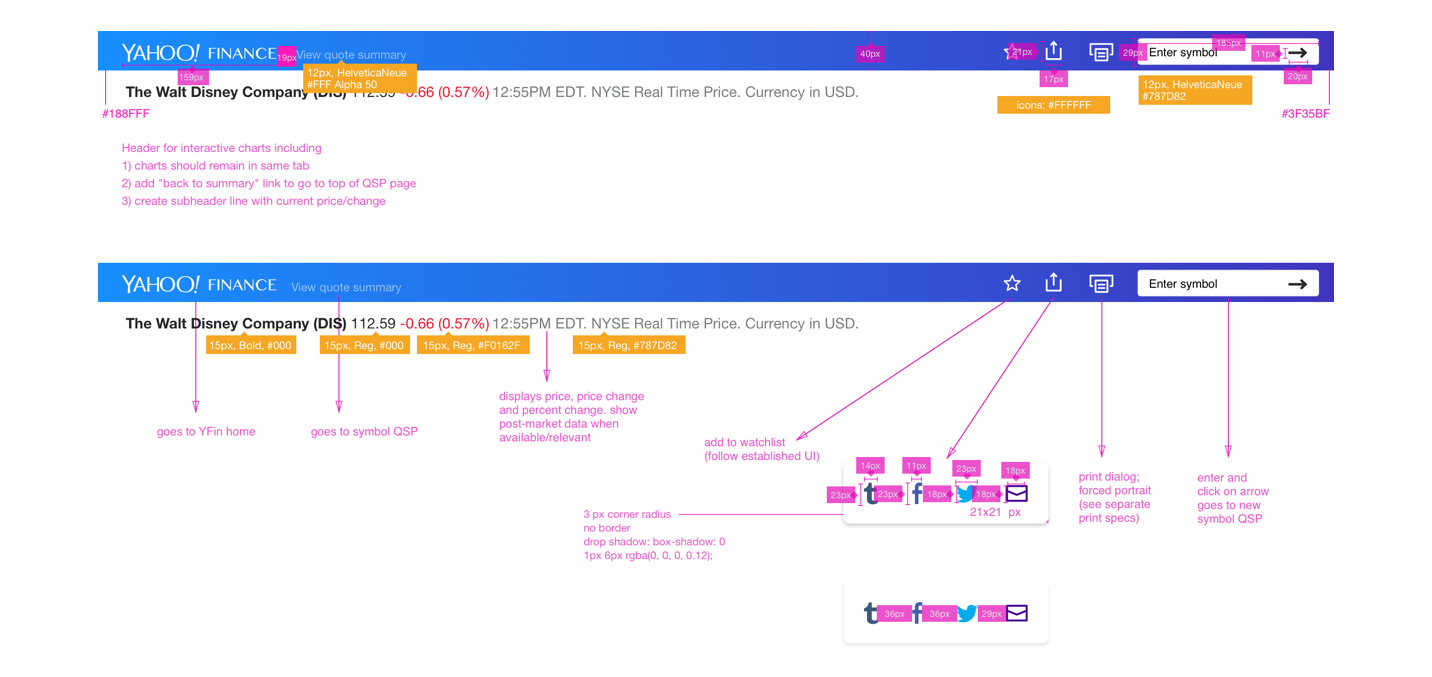 YAHOO! FINANCE
19px
View quote summary
40px
21px
29px
185px
Enter symbol
11px
159px
12px, HelveticaNeue
#FFF Alpha 50
17px
20px
The Walt Disney Company (DIS) 112.59 -0.66 (0.57%) 12:55PM EDT. NYSE Real Time Price. Currency in USD.
12px, HelveticaNeue
#787D82
icons: #FFFFFF
#188FFF
#3F35BF
Header for interactive charts including
1) charts should remain in same tab
2) add "back to summary" link to go to top of QSP page
3) create subheader line with current price/change
YAHOO! FINANCE
View quote summary
Enter symbol
The Walt Disney Company (DIS) 112.59 -0.66 (0.57%) 12:55PM EDT. NYSE Real Time Price. Currency in USD.
15px, Bold, #000
15px, Reg, #000
15px, Reg, #F0162F
15px, Reg, #787D82
displays price, price change
and percent change. show
post-market data when
available/relevant
goes to YFin home
goes to symbol QSP
add to watchlist
(follow established UI)
14px
11px
23px
18px
23px
t
23px
f
18px
18px
21x21 px
print dialog;
forced portrait
(see separate
print specs)
enter and
click on arrow
goes to new
symbol QSP
3 px corner radius
no border
drop shadow: box-shadow: 0
1px 6px rgba(0, 0, 0, 0.12);
t
36px
f
36px
29px